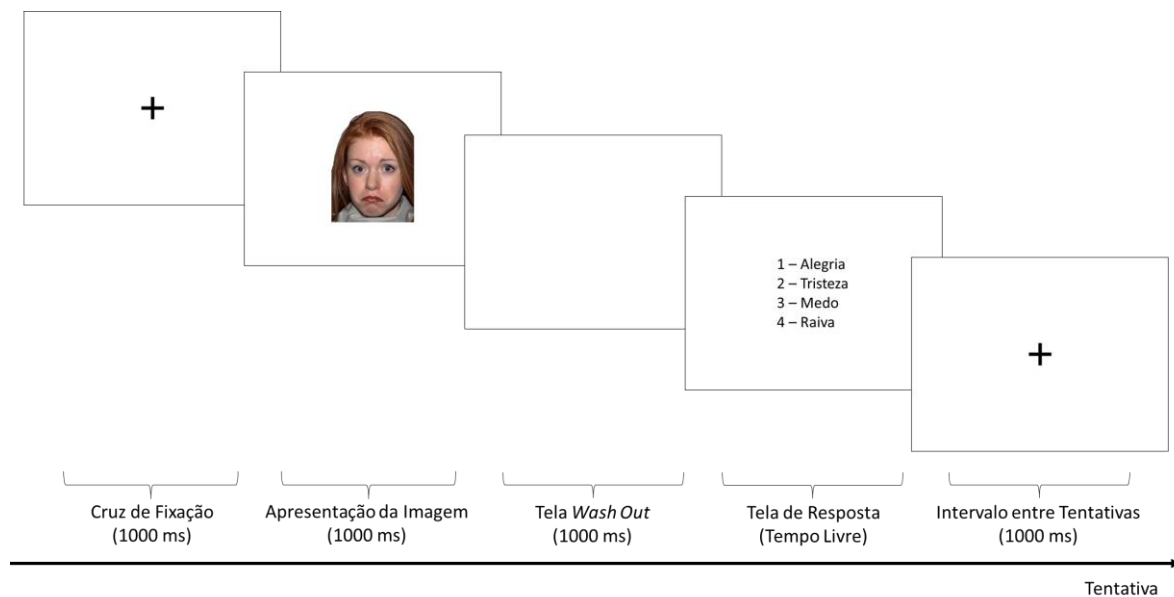 +
1 – Alegria
2 – Tristeza
3 – Medo
4 – Raiva
+
Cruz de Fixação
(1000 ms)
Apresentação da Imagem
(1000 ms)
Tela Wash Out
(1000 ms)
Tela de Resposta
(Tempo Livre)
Intervalo entre Tentativas
(1000 ms)
Tentativa